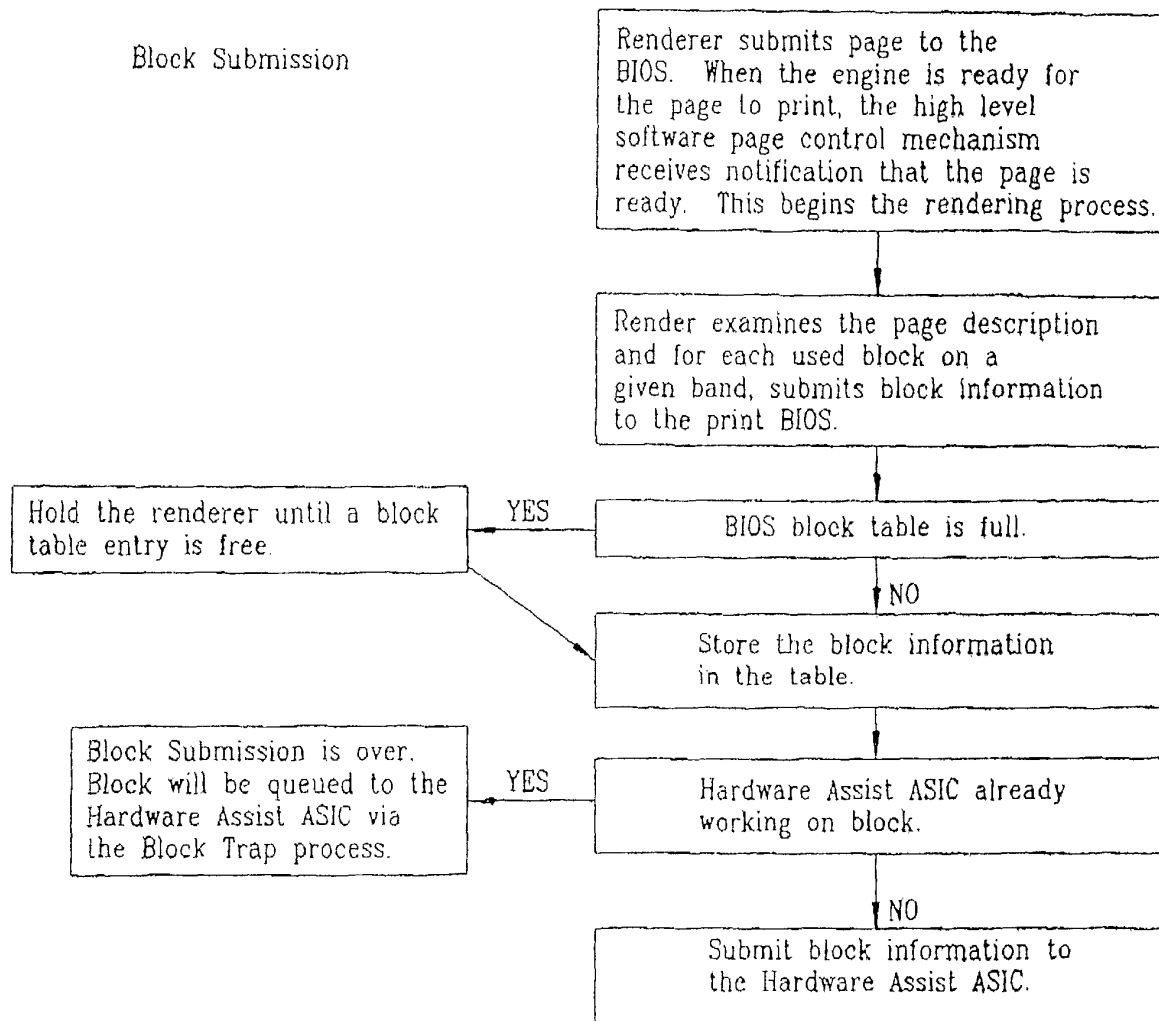 Block Submission
Renderer submits page to the
BIOS. When the engine is ready for
the page to print, the high level
software page control mechanism
receives notification that the page is
ready. This begins the rendering process.
Render examines the page description
and for each used block on a
given band, submits block information
to the print BIOS.
Hold the renderer until a block
table entry is free.
YES
BIOS block table is full.
NO
Store the block information
in the table.
Block Submission is over.
Block will be queued to the
Hardware Assist ASIC via
the Block Trap process.
YES
Hardware Assist ASIC already
working on block.
NO
Submit block information to
the Hardware Assist ASIC.